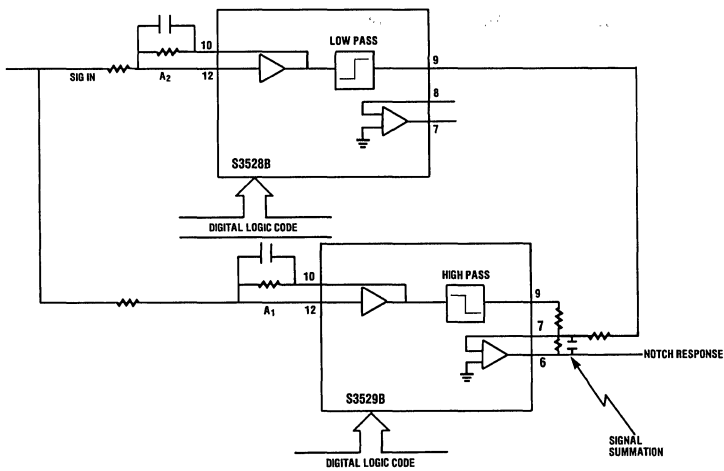 LOW PASS
10
9
SIG IN
A2
12
8
7
S3528B
DIGITAL LOGIC CODE
10
HIGH PASS
9
A1
12
7
6
NOTCH RESPONSE
S3529B
SIGNAL
SUMMATION
DIGITAL LOGIC CODE